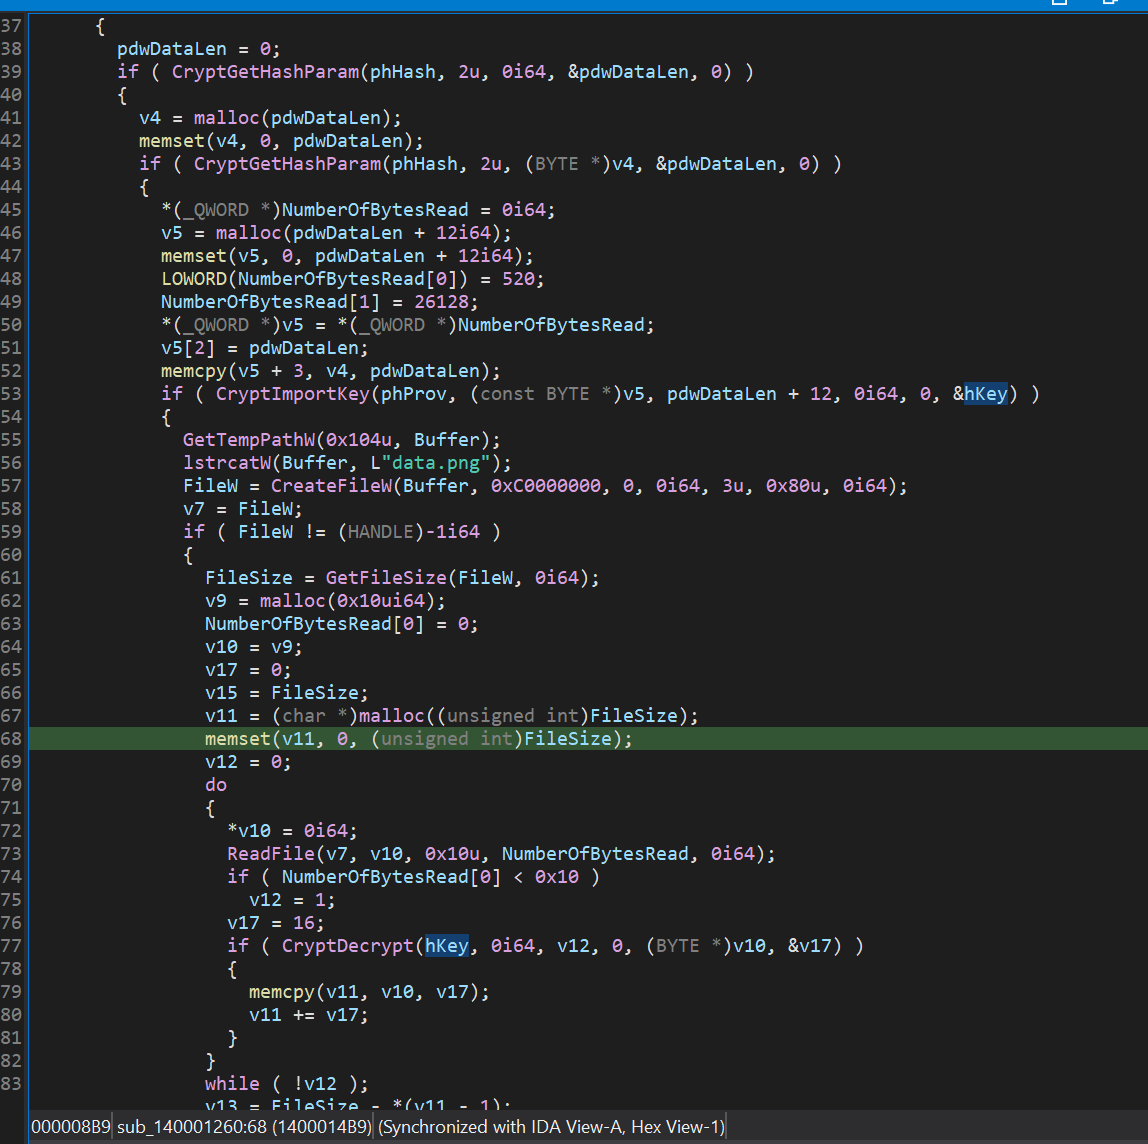 37 {
38 pdwDataLen = 0;
39 if ( CryptGetHashParam(phHash, 2u, 0i64, &pdwDataLen, 0) )
40 {
41 v4 = malloc(pdwDataLen);
42 memset(v4, 0, pdwDataLen);
43 if ( CryptGetHashParam(phHash, 2u, (BYTE *)v4, &pdwDataLen, 0) )
44 {
45 *(_QWORD *)NumberOfBytesRead = 0i64;
46 v5 = malloc(pdwDataLen + 12i64);
47 memset(v5, 0, pdwDataLen + 12i64);
48 LOWORD(NumberOfBytesRead[0]) = 520;
49 NumberOfBytesRead[1] = 26128;
50 *(_QWORD *)v5 = *(_QWORD *)NumberOfBytesRead;
51 v5[2] = pdwDataLen;
52 memcpy(v5 + 3, v4, pdwDataLen);
53 if ( CryptImportKey(phProv, (const BYTE *)v5, pdwDataLen + 12, 0i64, 0, &hKey) )
54 {
55 GetTempPathW(0x104u, Buffer);
56 lstrcatW(Buffer, L"data.png");
57 FileW = CreateFileW(Buffer, 0xC0000000, 0, 0i64, 3u, 0x80u, 0i64);
58 v7 = FileW;
59 if ( FileW != (HANDLE)-1i64 )
60 {
61 FileSize = GetFileSize(FileW, 0i64);
62 v9 = malloc(0x10ui64);
63 NumberOfBytesRead[0] = 0;
64 v10 = v9;
65 v17 = 0;
66 v15 = FileSize;
67 v11 = (char *)malloc((unsigned int)FileSize);
68 memset(v11, 0, (unsigned int)FileSize);
69 v12 = 0;
70 do
71 {
72 *v10 = 0i64;
73 ReadFile(v7, v10, 0x10u, NumberOfBytesRead, 0i64);
74 if ( NumberOfBytesRead[0] < 0x10 )
75 v12 = 1;
76 v17 = 16;
77 if ( CryptDecrypt(hKey, 0i64, v12, 0, (BYTE *)v10, &v17) )
78 {
79 memcpy(v11, v10, v17);
80 v11 += v17;
81 }
82 }
83 while ( !v12 );
v13 = FileSize - *(v11 - 1);
000008B9 sub_140001260:68 (1400014B9) (Synchronized with IDA View-A, Hex View-1)